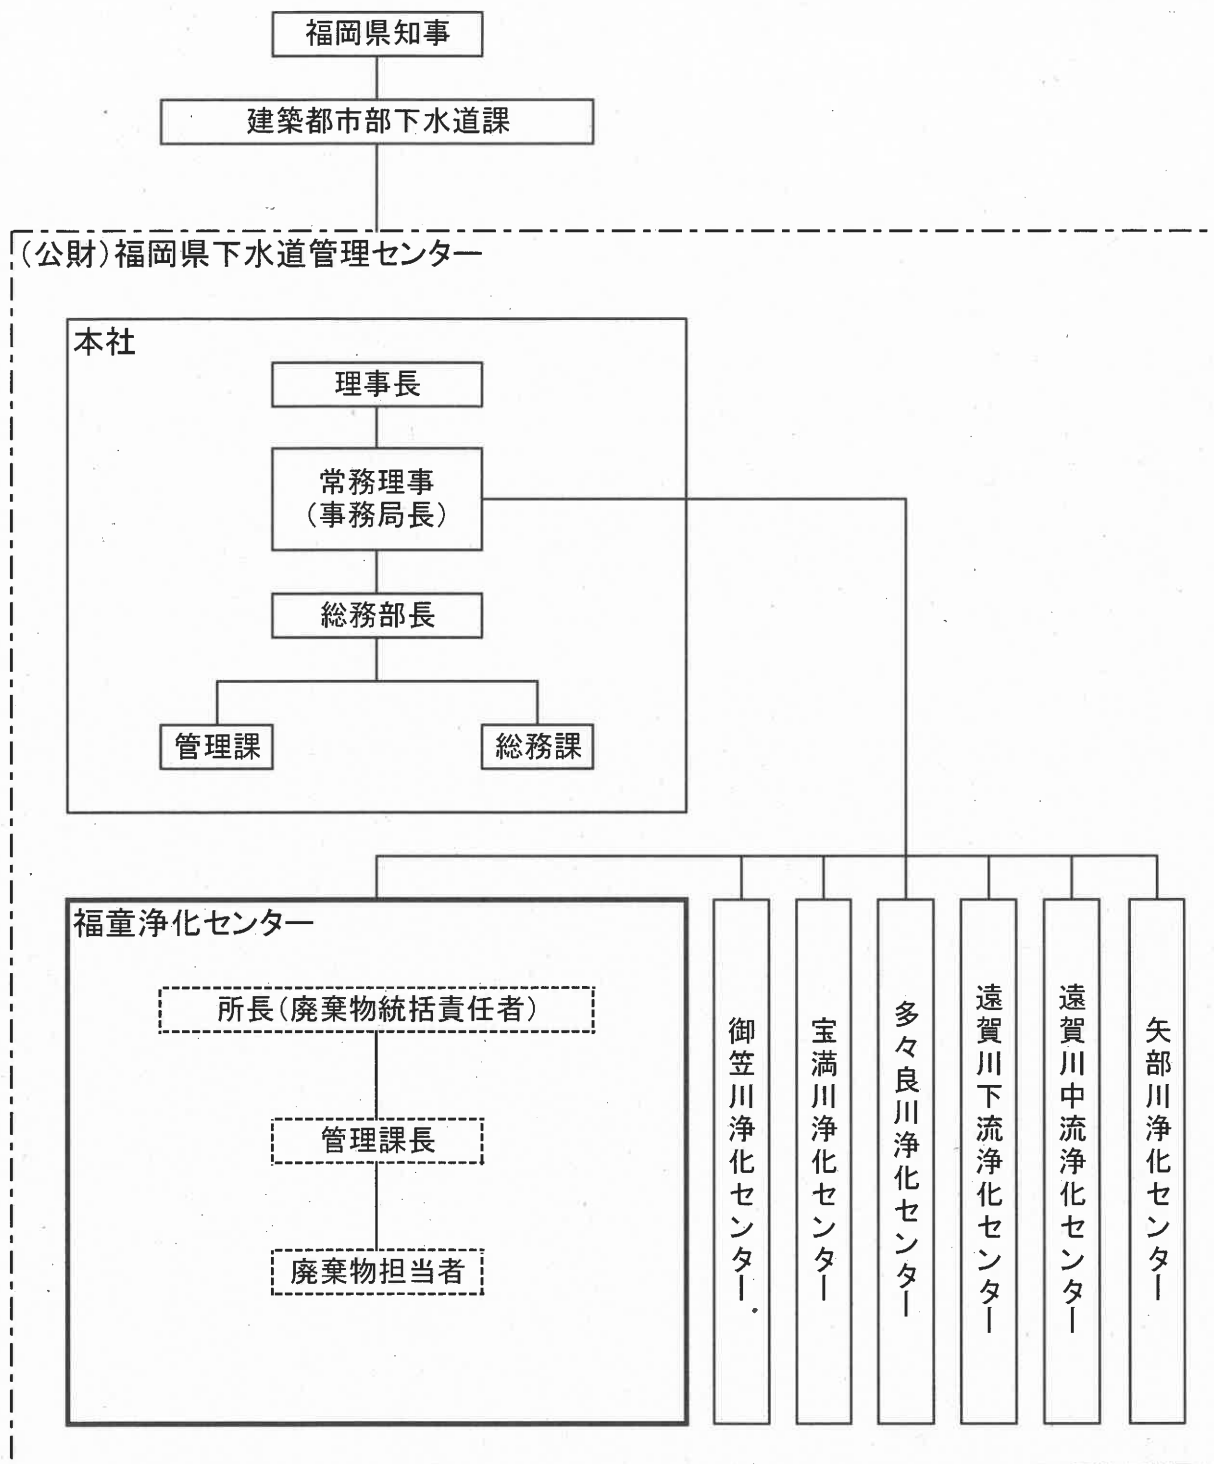 福岡県知事
建築都市部下水道課
(公財)福岡県下水道管理センター
本社
理事長
常務理事
(事務局長)
総務部長
管理課
総務課
福童浄化センター
所長(廃棄物統括責任者)
管理課長
廃棄物担当者
御笠川浄化センター
宝満川浄化センター
多々良川浄化センター
遠賀川下流浄化センター
遠賀川中流浄化センター
矢部川浄化センター